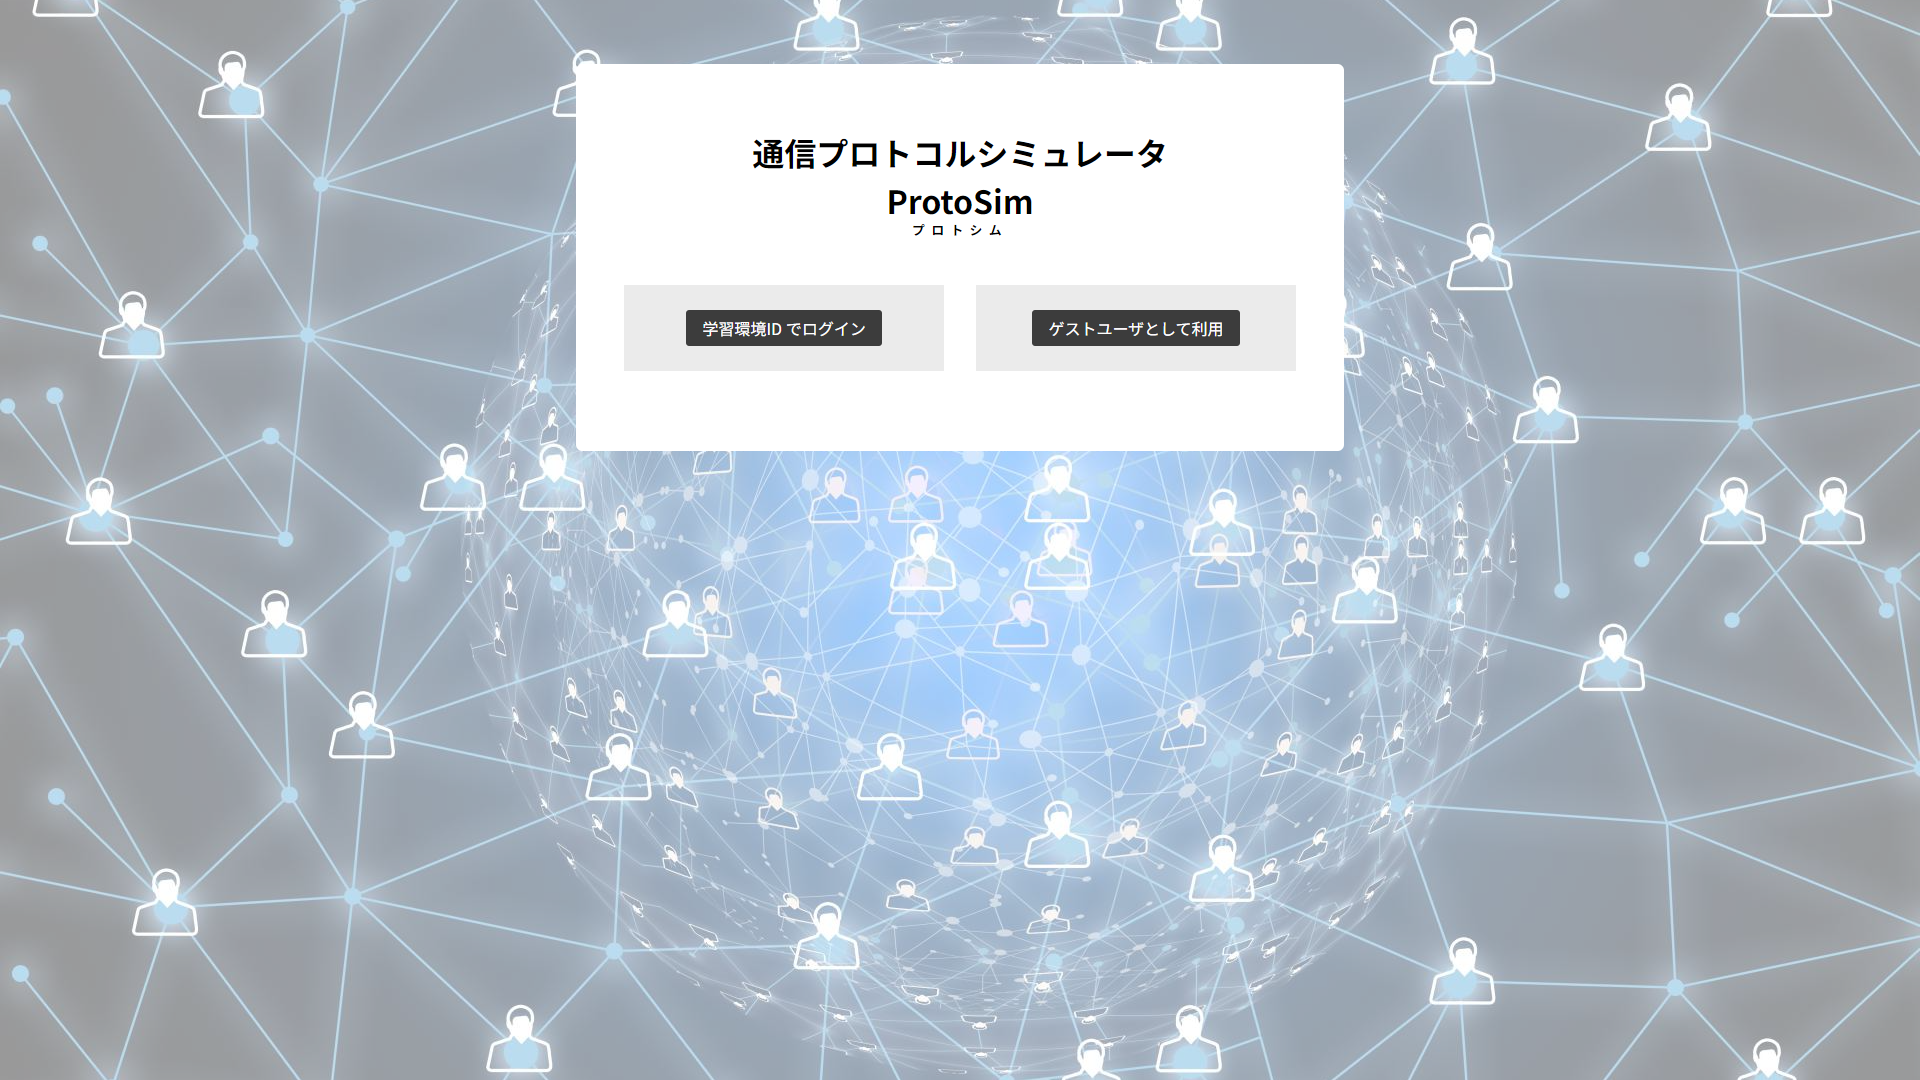 通信プロトコルシミュレータ
ProtoSim
プロトシム
学習環境ID でログイン
ゲストユーザとして利用